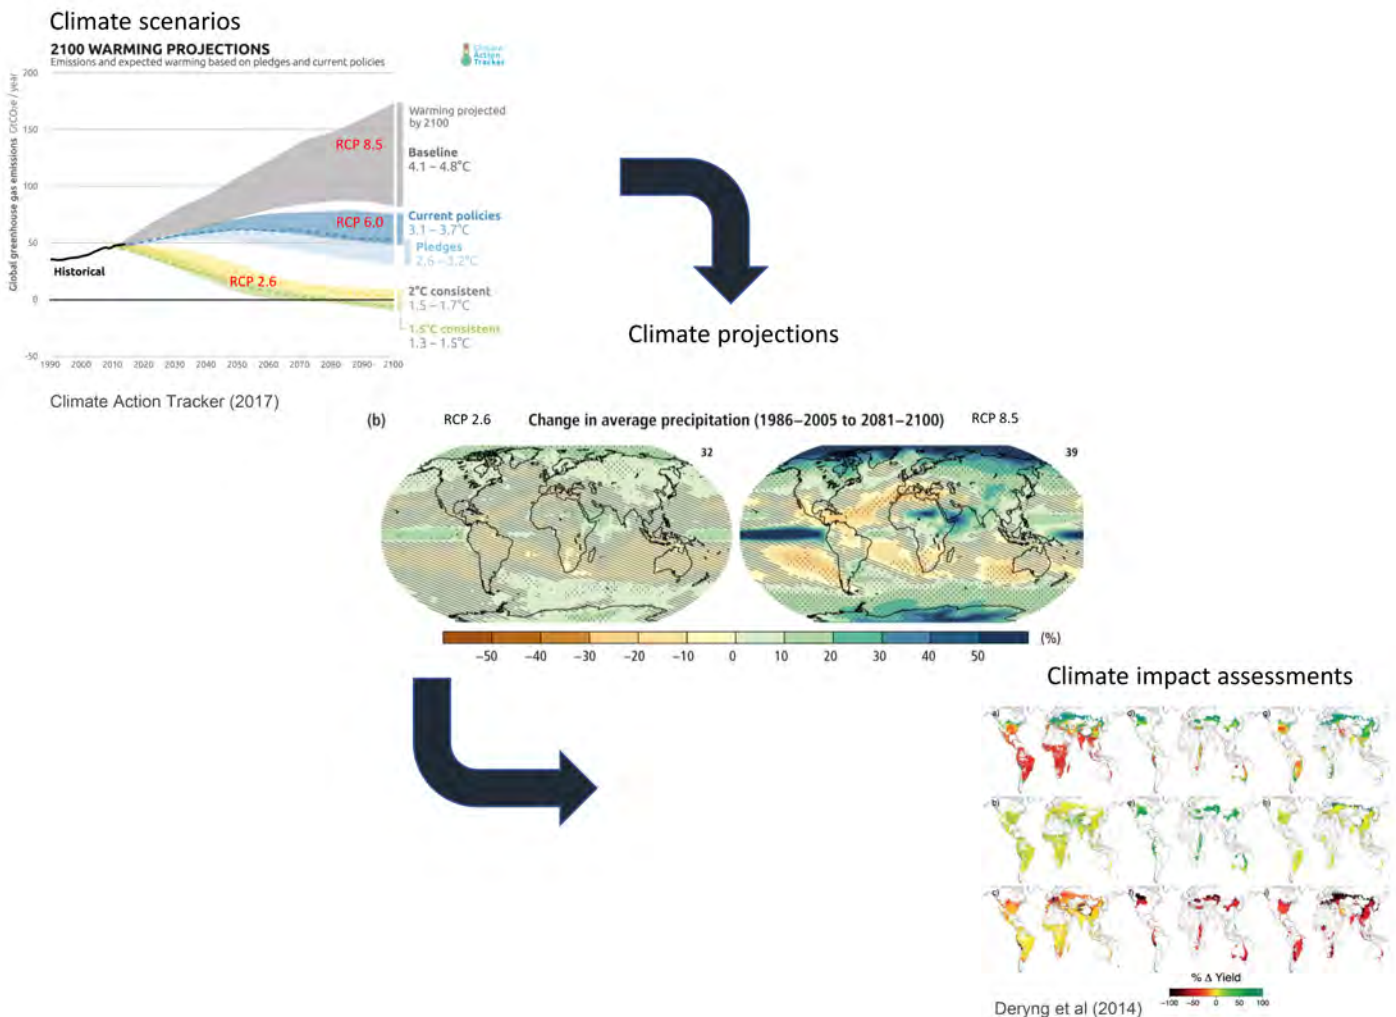 Climate scenarios
2100 WARMING PROJECTIONS
Emissions and expected warming based on pledges and current policies
Climate
Action
Tracker
Global greenhouse gas emissions GtCO₂e / year
200
150
100
50
0
-50
RCP 8.5
RCP 6.0
RCP 2.6
Historical
Warming projected
by 2100
Baseline
4.1 – 4.8°C
Current policies
3.1 – 3.7°C
Pledges
2.6 – 3.2°C
2°C consistent
1.5 – 1.7°C
1.5°C consistent
1.3 – 1.5°C
1990 2000 2010 2020 2030 2040 2050 2060 2070 2080 2090 2100
Climate Action Tracker (2017)
Climate projections
(b) RCP 2.6 Change in average precipitation (1986–2005 to 2081–2100) RCP 8.5
32 39
(%)
−50 −40 −30 −20 −10 0 10 20 30 40 50
Climate impact assessments
a) d) g)
b) e) h)
c) f) i)
% Δ Yield
−100 −50 0 50 100
Deryng et al (2014)